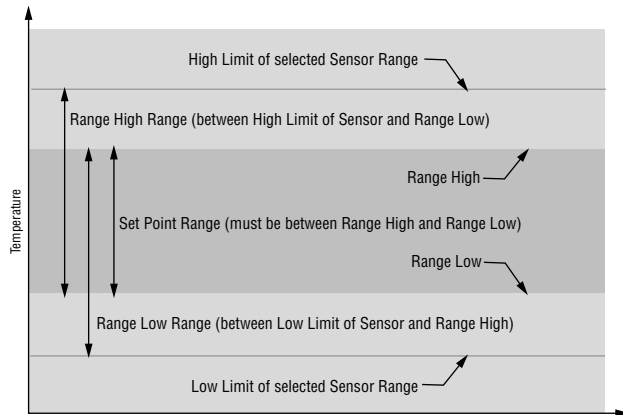 High Limit of selected Sensor Range
Range High Range (between High Limit of Sensor and Range Low)
Range High
Temperature
Set Point Range (must be between Range High and Range Low)
Range Low
Range Low Range (between Low Limit of Sensor and Range High)
Low Limit of selected Sensor Range